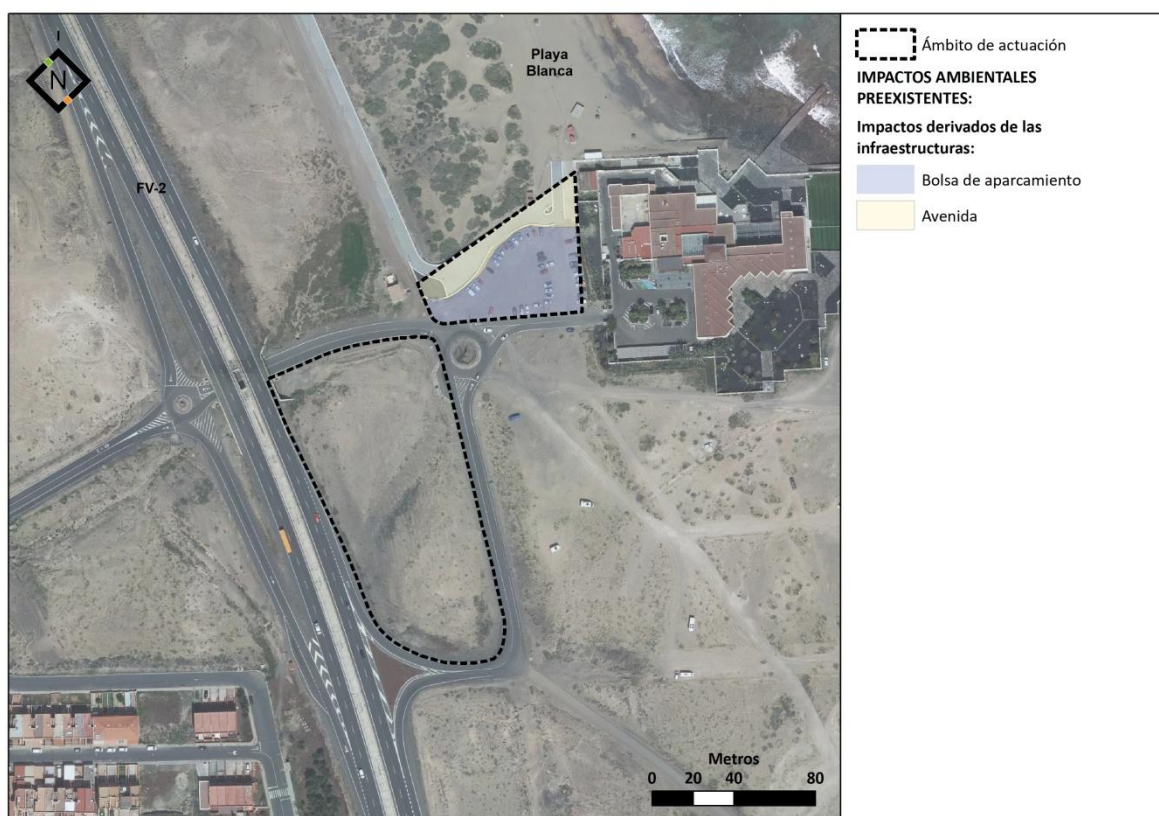 N
Playa
Blanca
FV-2
Metros
0 20 40 80
Ámbito de actuación
IMPACTOS AMBIENTALES
PREEXISTENTES:
Impactos derivados de las
infraestructuras:
Bolsa de aparcamiento
Avenida